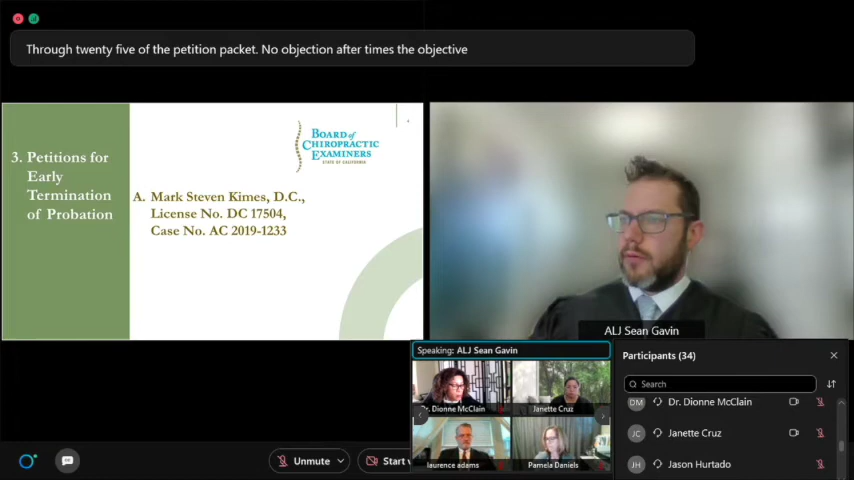 Through twenty five of the petition packet. No objection after times the objective
3. Petitions for
Early
Termination
of Probation
BOARD of
CHIROPRACTIC
EXAMINERS
STATE OF CALIFORNIA
A. Mark Steven Kimes, D.C.,
License No. DC 17504,
Case No. AC 2019-1233
ALJ Sean Gavin
Speaking: ALJ Sean Gavin
Dr. Dionne McClain
Janette Cruz
laurence adams
Pamela Daniels
Participants (34)
Search
DM Dr. Dionne McClain
JC Janette Cruz
JH Jason Hurtado
Unmute
Start v